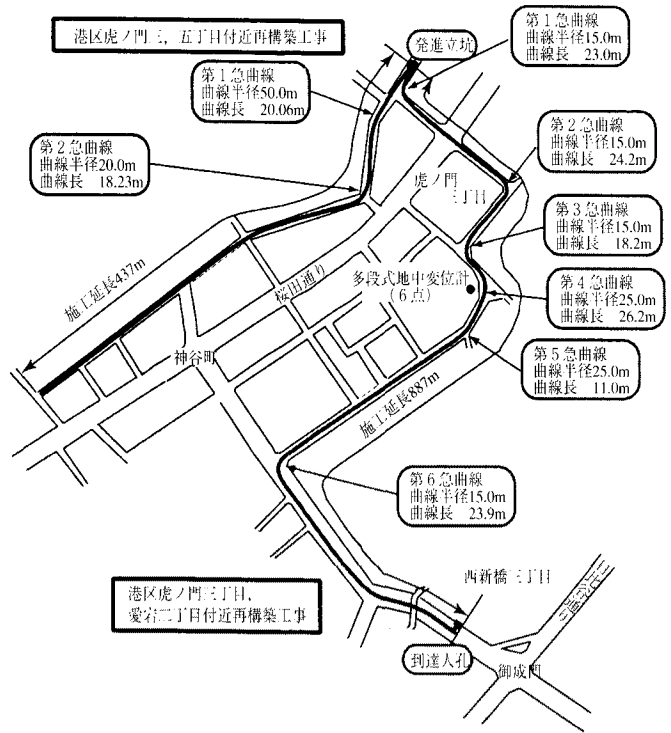 港区虎ノ門三, 五丁目付近再構築工事
発進立坑
第1急曲線
曲線半径15.0m
曲線長 23.0m
第1急曲線
曲線半径50.0m
曲線長 20.06m
第2急曲線
曲線半径20.0m
曲線長 18.23m
第2急曲線
曲線半径15.0m
曲線長 24.2m
虎ノ門
三丁目
第3急曲線
曲線半径15.0m
曲線長 18.2m
施工延長437m
桜田通り
多段式地中変位計
(6点)
第4急曲線
曲線半径25.0m
曲線長 26.2m
神谷町
第5急曲線
曲線半径25.0m
曲線長 11.0m
施工延長887m
第6急曲線
曲線半径15.0m
曲線長 23.9m
西新橋三丁目
日比谷通り
港区虎ノ門三丁目,
愛宕二丁目付近再構築工事
到達人孔
御成門